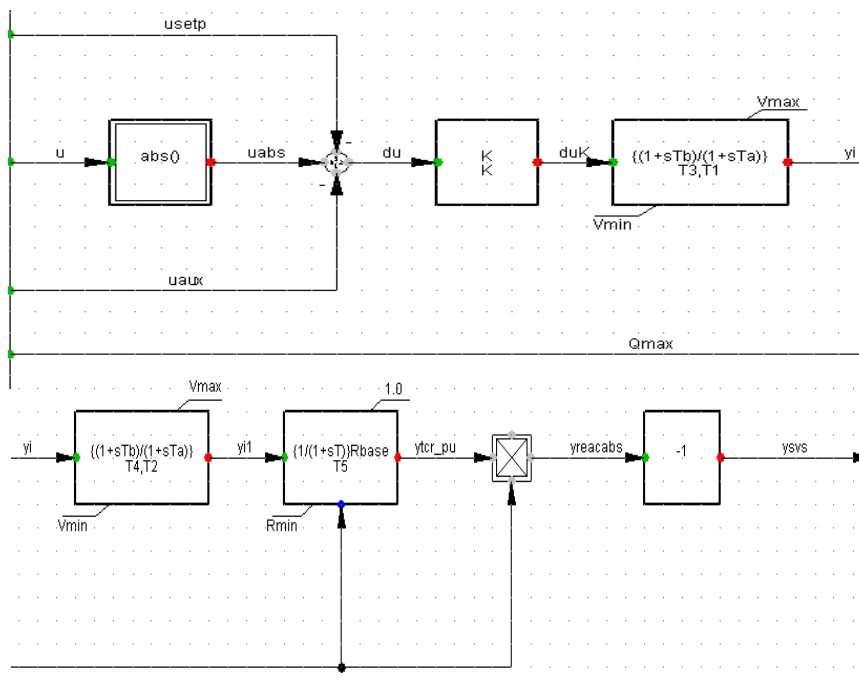 usetp
Vmax
u
abs()
uabs
-
du
K
K
duK
{(1+sTb)/(1+sTa)}
T3,T1
yi
-
Vmin
uaux
Qmax
Vmax
1.0
yi
{(1+sTb)/(1+sTa)}
T4,T2
yi1
{1/(1+sT)}Rbase
T5
ytcr_pu
yreacabs
-1
ysvs
Vmin
Rmin